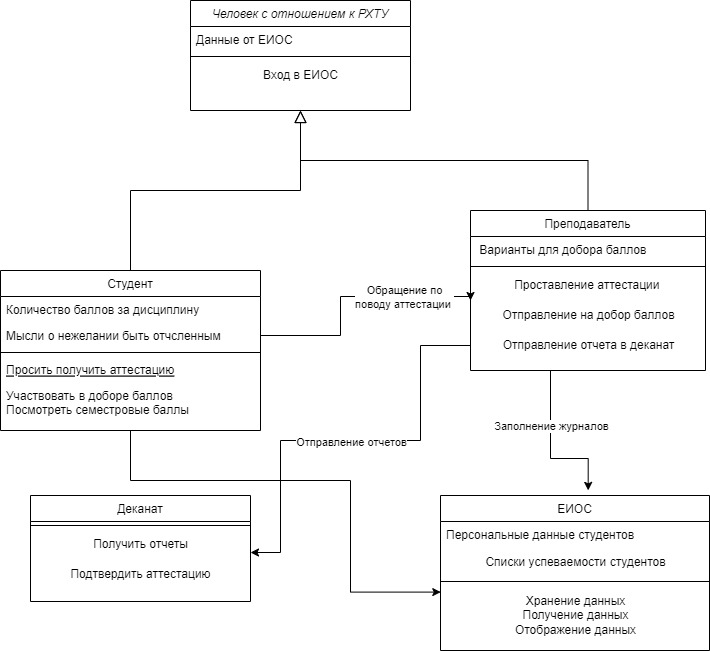 Человек с отношением к РХТУ
Данные от ЕИОС
Вход в ЕИОС
Преподаватель
Варианты для добора баллов
Проставление аттестации
Отправление на добор баллов
Отправление отчета в деканат
Студент
Количество баллов за дисциплину
Мысли о нежелании быть отчсленным
Просить получить аттестацию
Участвовать в доборе баллов
Посмотреть семестровые баллы
Обращение по
поводу аттестации
Заполнение журналов
Отправление отчетов
Деканат
Получить отчеты
Подтвердить аттестацию
ЕИОС
Персональные данные студентов
Списки успеваемости студентов
Хранение данных
Получение данных
Отображение данных